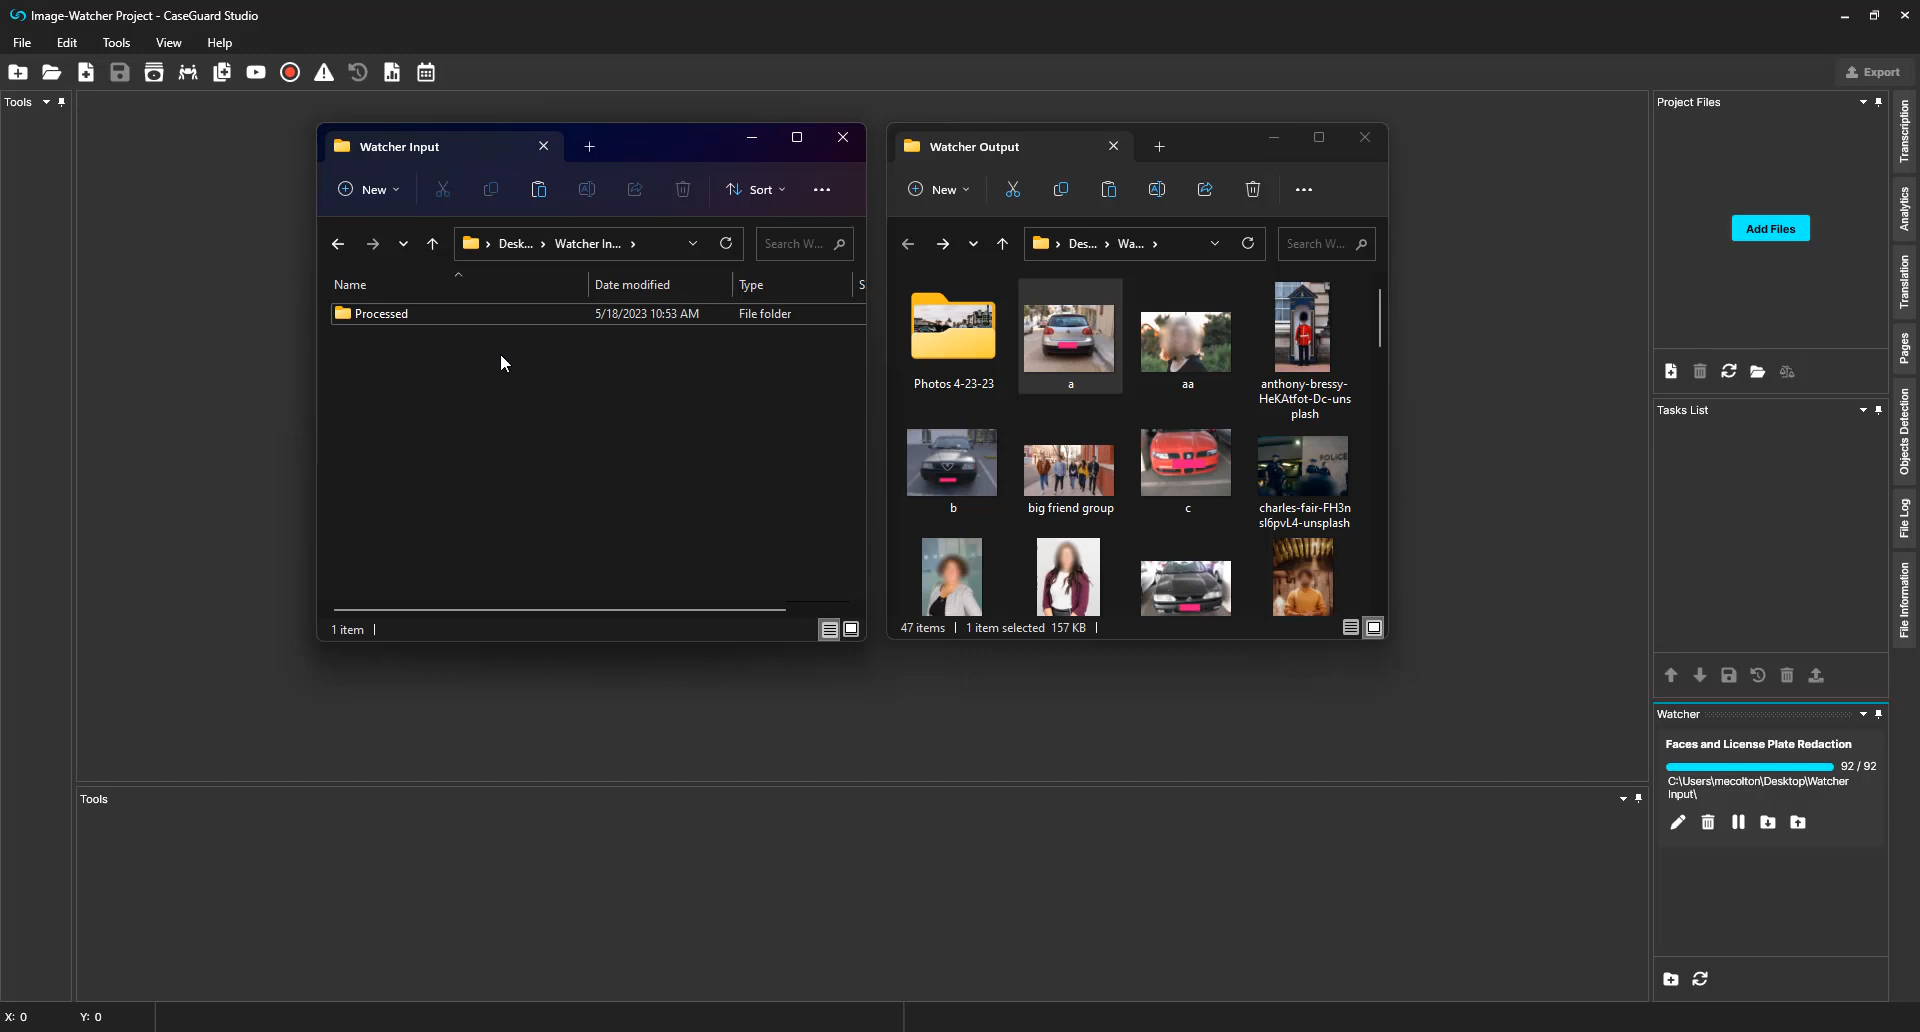 Image-Watcher Project - CaseGuard Studio
File Edit Tools View Help
Export
Tools
Watcher Input
New
Sort
Desk... Watcher In...
Search W...
Name Date modified Type S
Processed 5/18/2023 10:53 AM File folder
1 item
Watcher Output
New
Des... Wa...
Search W...
Photos 4-23-23
a
aa
anthony-bressy-
HeKAtfot-Dc-uns
plash
POLICE
b
big friend group
c
charles-fair-FH3n
sl6pvL4-unsplash
47 items 1 item selected 157 KB
Tools
Project Files
Add Files
Tasks List
Watcher
Faces and License Plate Redaction
92 / 92
C:\Users\mecolton\Desktop\Watcher
Input\
Transcription
Analytics
Translation
Pages
Objects Detection
File Log
File Information
X: 0 Y: 0